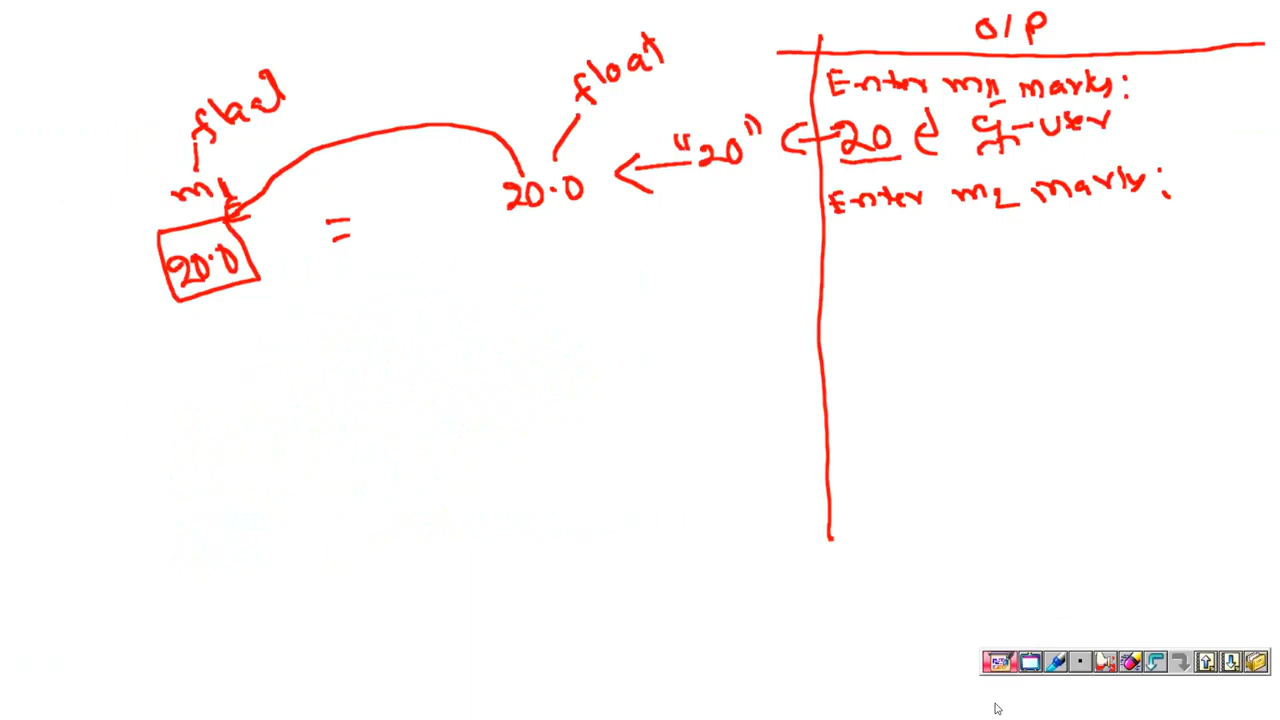 O/P
float
float
Enter m1 marks:
"20"
20
user
m1
20.0
Enter m2 marks:
=
20.0